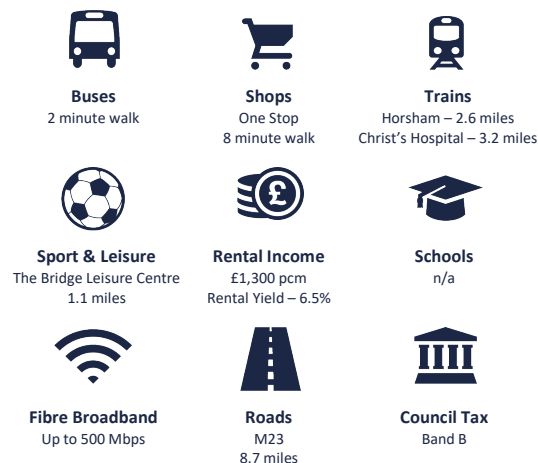 Buses
2 minute walk
Shops
One Stop
8 minute walk
Trains
Horsham – 2.6 miles
Christ’s Hospital – 3.2 miles
Sport & Leisure
The Bridge Leisure Centre
1.1 miles
£
Rental Income
£1,300 pcm
Rental Yield – 6.5%
Schools
n/a
Fibre Broadband
Up to 500 Mbps
Roads
M23
8.7 miles
Council Tax
Band B